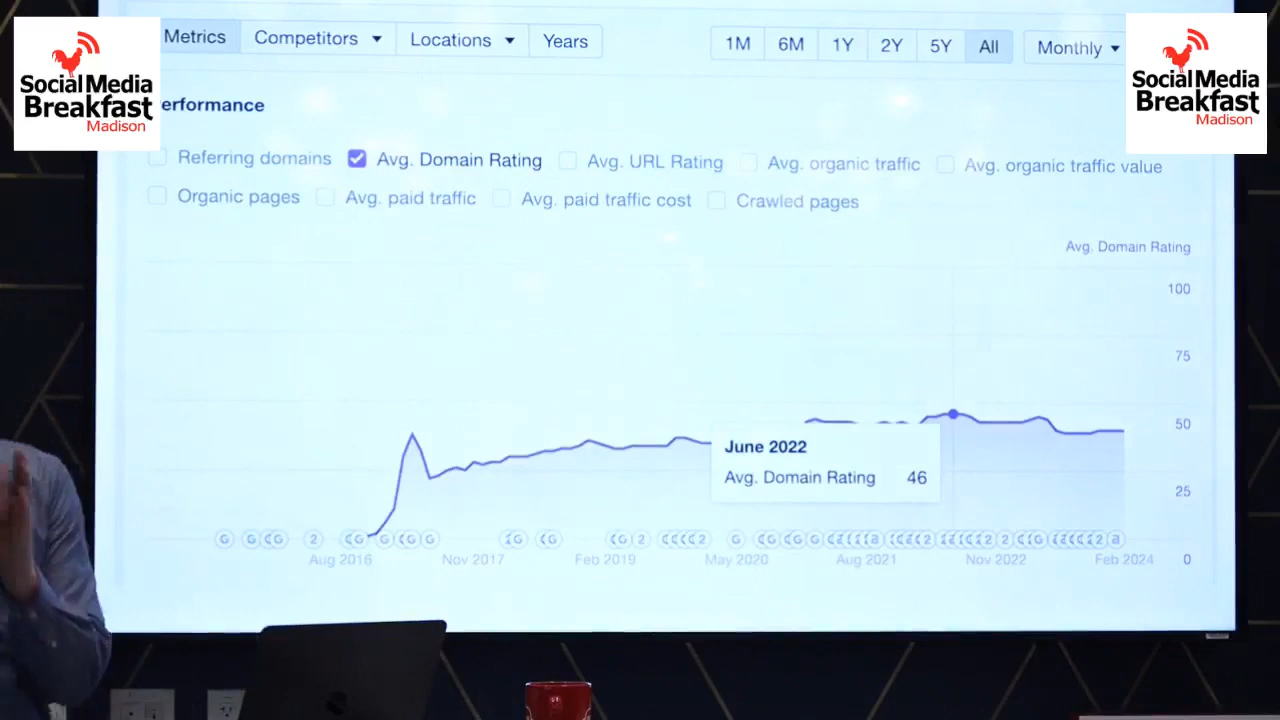 Metrics Competitors Locations Years 1M 6M 1Y 2Y 5Y All Monthly
Social Media
Breakfast
Madison
Social Media
Breakfast
Madison
erformance
Referring domains Avg. Domain Rating Avg. URL Rating Avg. organic traffic Avg. organic traffic value
Organic pages Avg. paid traffic Avg. paid traffic cost Crawled pages
Avg. Domain Rating
100
75
50
25
0
June 2022
Avg. Domain Rating 46
Aug 2016 Nov 2017 Feb 2019 May 2020 Aug 2021 Nov 2022 Feb 2024